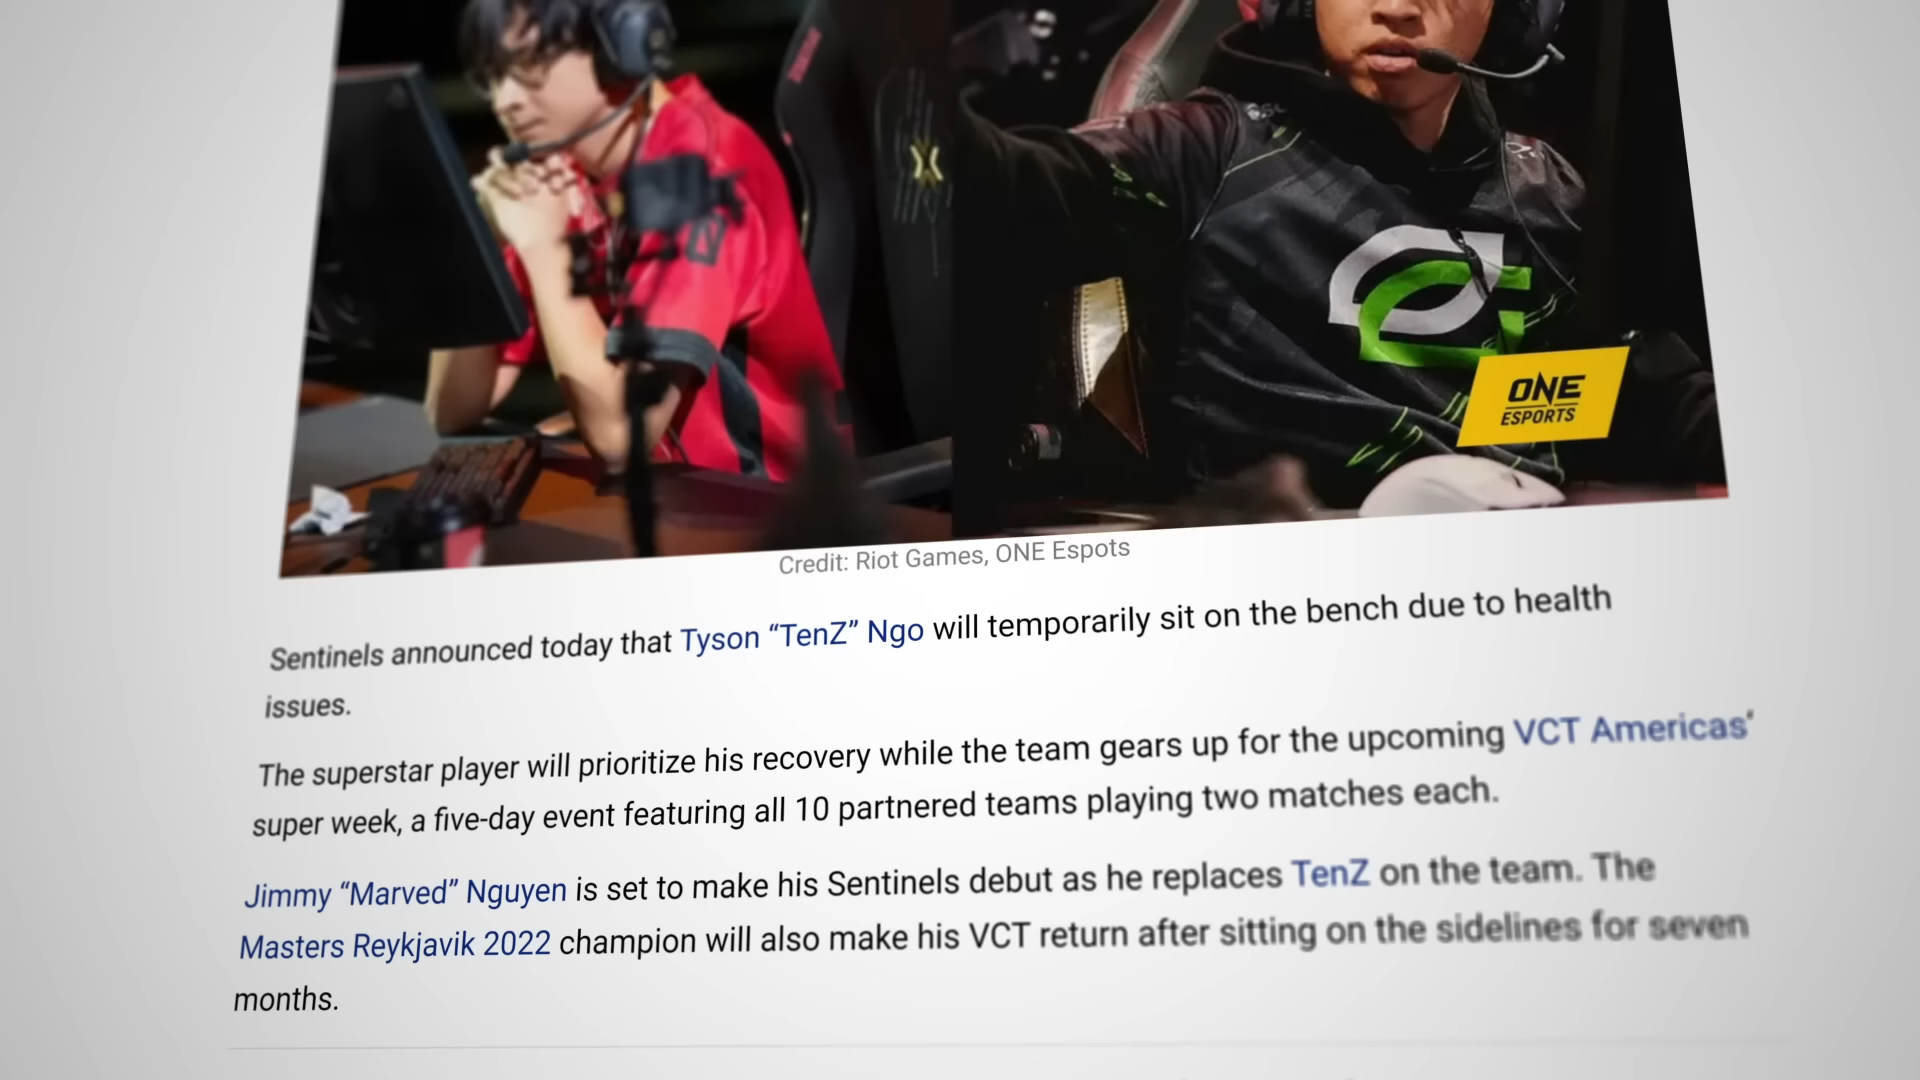 ONE
ESPORTS
Credit: Riot Games, ONE Espots
Sentinels announced today that Tyson “TenZ” Ngo will temporarily sit on the bench due to health
issues.
The superstar player will prioritize his recovery while the team gears up for the upcoming VCT Americas‘
super week, a five-day event featuring all 10 partnered teams playing two matches each.
Jimmy “Marved” Nguyen is set to make his Sentinels debut as he replaces TenZ on the team. The
Masters Reykjavik 2022 champion will also make his VCT return after sitting on the sidelines for seven
months.